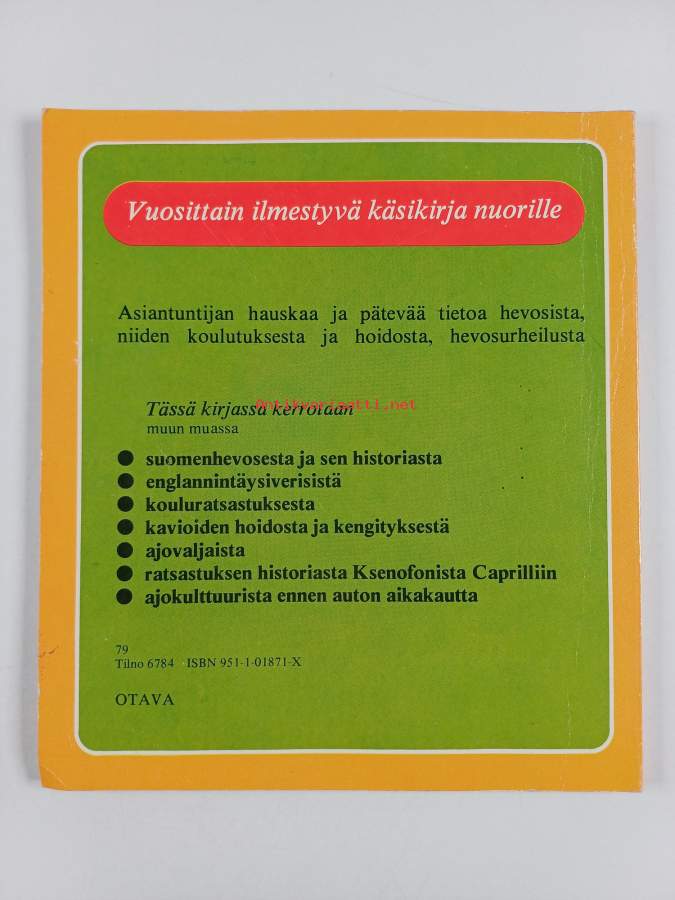 Vuosittain ilmestyvä käsikirja nuorille
Asiantuntijan hauskaa ja pätevää tietoa hevosista,
niiden koulutuksesta ja hoidosta, hevosurheilusta
Tässä kirjassa kerrotaan
Antikvariaatti.net
muun muassa
● suomenhevosesta ja sen historiasta
● englannintäysiverisistä
● kouluratsastuksesta
● kavioiden hoidosta ja kengityksestä
● ajovaljaista
● ratsastuksen historiasta Ksenofonista Caprilliin
● ajokulttuurista ennen auton aikakautta
79
Tilno 6784 ISBN 951-1-01871-X
OTAVA